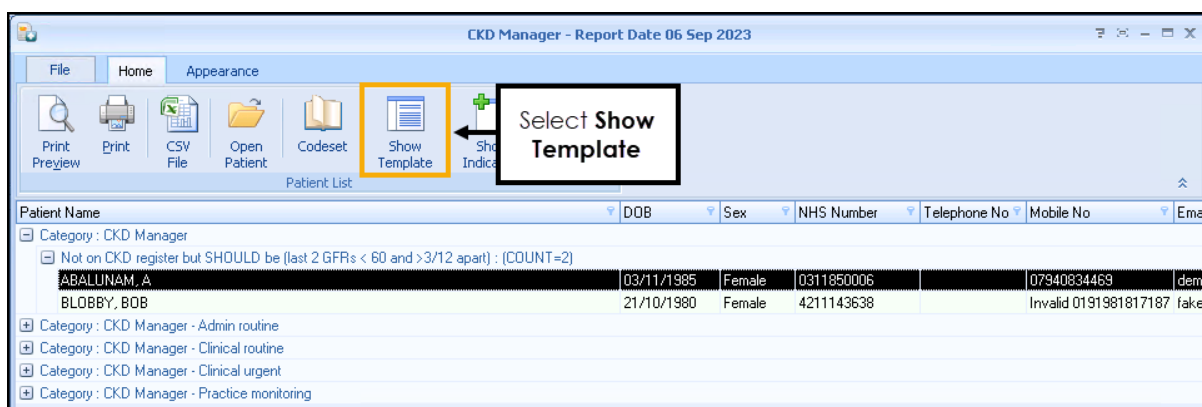 CKD Manager - Report Date 06 Sep 2023
File Home Appearance
Print Preview
Print
CSV File
Open Patient
Codeset
Show Template
Select Show
Template
Patient List
Patient Name DOB Sex NHS Number Telephone No Mobile No Ema
Category : CKD Manager
Not on CKD register but SHOULD be (last 2 GFRs < 60 and >3/12 apart) : (COUNT=2)
ABALUNAM, A 03/11/1985 Female 0311850006 07940834469 dem
BLOBBY, BOB 21/10/1980 Female 4211143638 Invalid 0191981817187 fake
Category : CKD Manager - Admin routine
Category : CKD Manager - Clinical routine
Category : CKD Manager - Clinical urgent
Category : CKD Manager - Practice monitoring